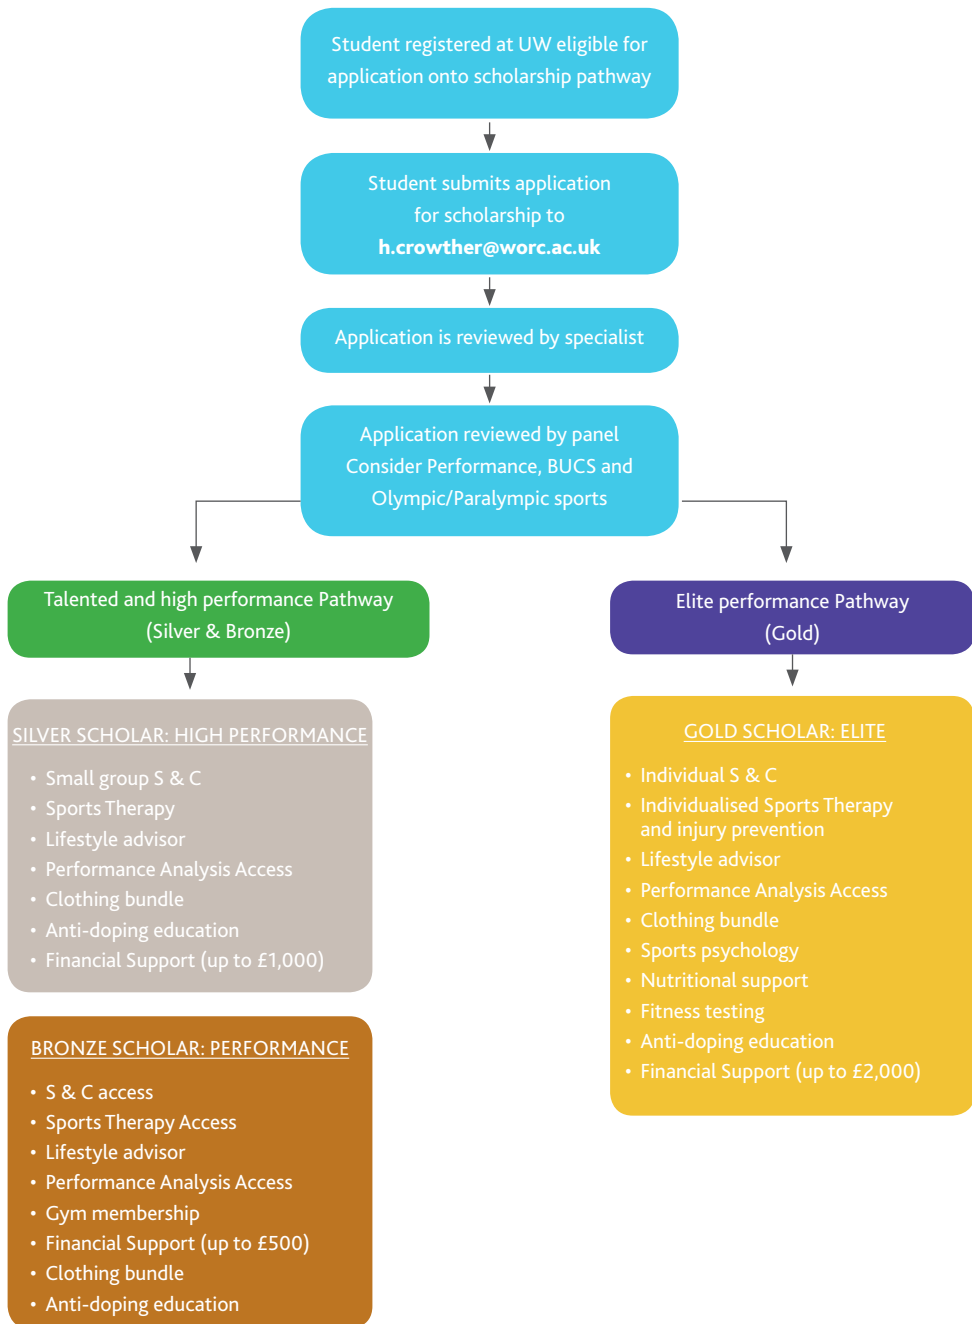 Student registered at UW eligible for
application onto scholarship pathway
Student submits application
for scholarship to
h.crowther@worc.ac.uk
Application is reviewed by specialist
Application reviewed by panel
Consider Performance, BUCS and
Olympic/Paralympic sports
Talented and high performance Pathway
(Silver & Bronze)
SILVER SCHOLAR: HIGH PERFORMANCE
• Small group S & C
• Sports Therapy
• Lifestyle advisor
• Performance Analysis Access
• Clothing bundle
• Anti-doping education
• Financial Support (up to £1,000)
BRONZE SCHOLAR: PERFORMANCE
• S & C access
• Sports Therapy Access
• Lifestyle advisor
• Performance Analysis Access
• Gym membership
• Financial Support (up to £500)
• Clothing bundle
• Anti-doping education
Elite performance Pathway
(Gold)
GOLD SCHOLAR: ELITE
• Individual S & C
• Individualised Sports Therapy
and injury prevention
• Lifestyle advisor
• Performance Analysis Access
• Clothing bundle
• Sports psychology
• Nutritional support
• Fitness testing
• Anti-doping education
• Financial Support (up to £2,000)